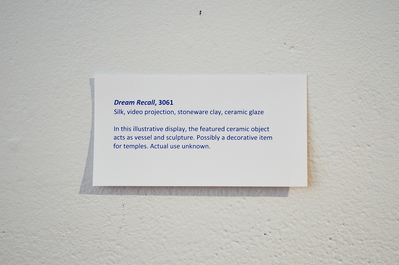 Dream Recall, 3061
Silk, video projection, stoneware clay, ceramic glaze
In this illustrative display, the featured ceramic object
acts as vessel and sculpture. Possibly a decorative item
for temples. Actual use unknown.